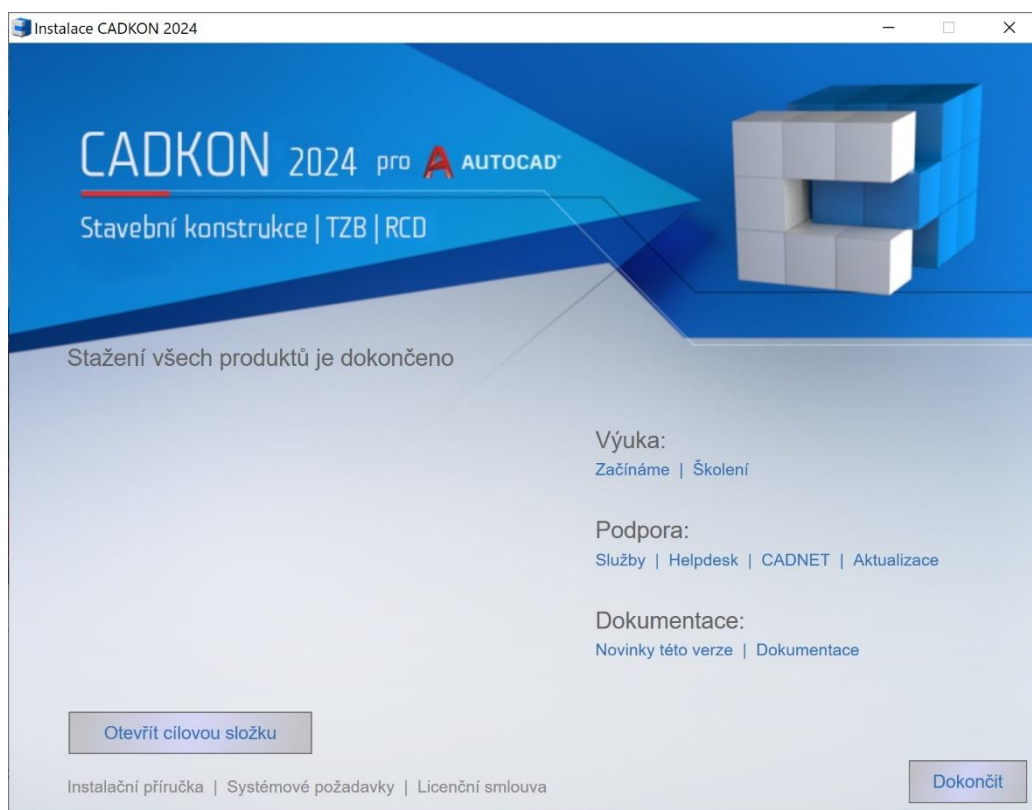 Instalace CADKON 2024
CADKON 2024 pro AUTOCAD®
Stavební konstrukce | TZB | RCD
Stažení všech produktů je dokončeno
Výuka:
Začínáme | Školení
Podpora:
Služby | Helpdesk | CADNET | Aktualizace
Dokumentace:
Novinky této verze | Dokumentace
Otevřít cílovou složku
Instalační příručka | Systémové požadavky | Licenční smlouva
Dokončit